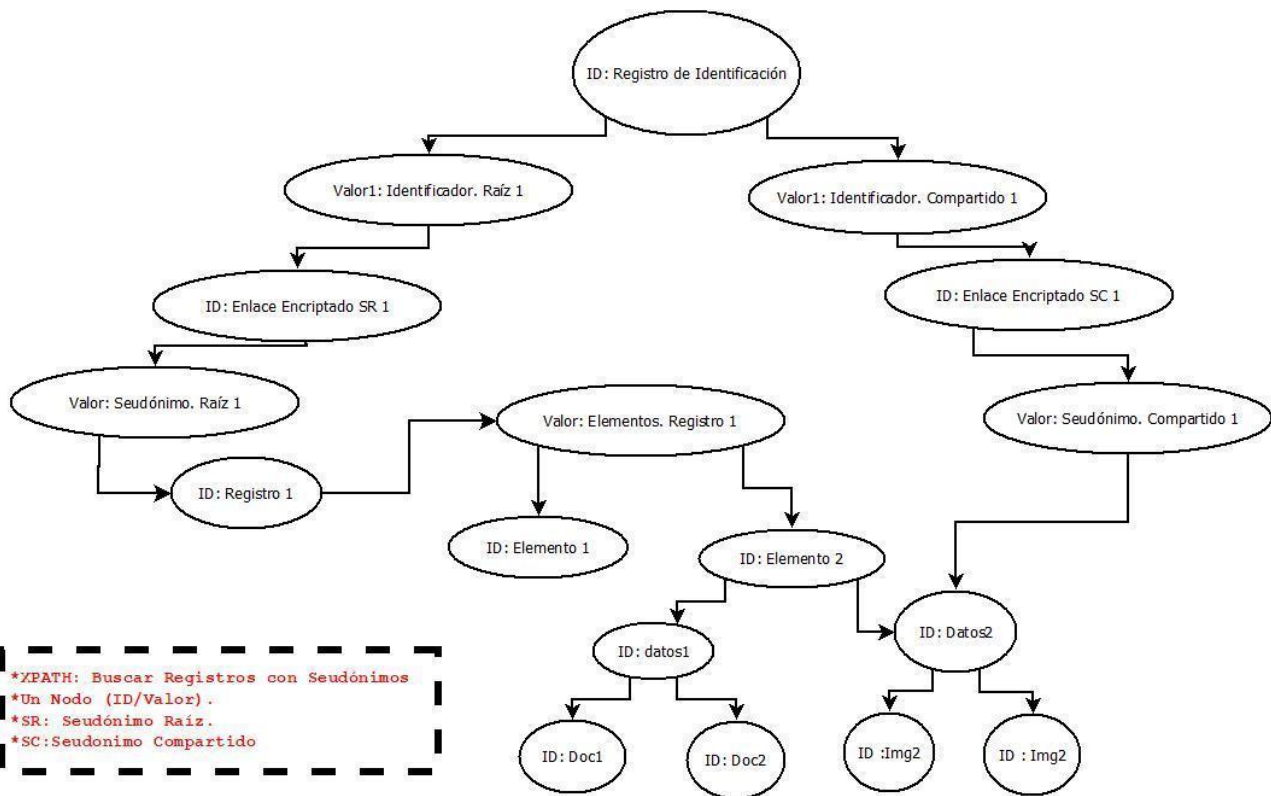 ID: Registro de Identificación
Valor1: Identificador. Raíz 1
Valor1: Identificador. Compartido 1
ID: Enlace Encriptado SR 1
ID: Enlace Encriptado SC 1
Valor: Seudónimo. Raíz 1
Valor: Elementos. Registro 1
Valor: Seudónimo. Compartido 1
ID: Registro 1
ID: Elemento 1
ID: Elemento 2
ID: datos1
ID: Datos2
ID: Doc1
ID: Doc2
ID :Img2
ID : Img2
*XPATH: Buscar Registros con Seudónimos
*Un Nodo (ID/Valor).
*SR: Seudónimo Raíz.
*SC:Seudonimo Compartido